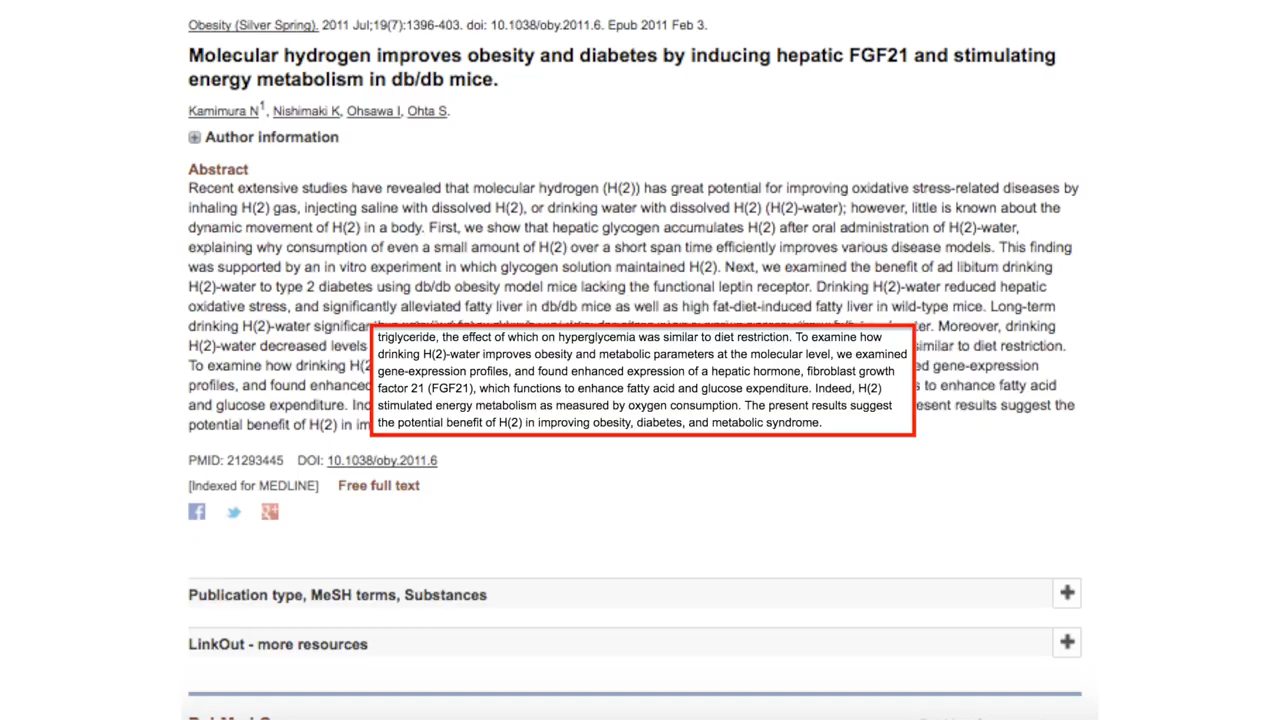 Obesity (Silver Spring). 2011 Jul;19(7):1396-403. doi: 10.1038/oby.2011.6. Epub 2011 Feb 3.
Molecular hydrogen improves obesity and diabetes by inducing hepatic FGF21 and stimulating
energy metabolism in db/db mice.
Kamimura N1, Nishimaki K, Ohsawa I, Ohta S.
Author information
Abstract
Recent extensive studies have revealed that molecular hydrogen (H(2)) has great potential for improving oxidative stress-related diseases by
inhaling H(2) gas, injecting saline with dissolved H(2), or drinking water with dissolved H(2) (H(2)-water); however, little is known about the
dynamic movement of H(2) in a body. First, we show that hepatic glycogen accumulates H(2) after oral administration of H(2)-water,
explaining why consumption of even a small amount of H(2) over a short span time efficiently improves various disease models. This finding
was supported by an in vitro experiment in which glycogen solution maintained H(2). Next, we examined the benefit of ad libitum drinking
H(2)-water to type 2 diabetes using db/db obesity model mice lacking the functional leptin receptor. Drinking H(2)-water reduced hepatic
oxidative stress, and significantly alleviated fatty liver in db/db mice as well as high fat-diet-induced fatty liver in wild-type mice. Long-term
drinking H(2)-water Moreover, drinking
H(2)-water decreased levels similar to diet restriction.
To examine how drinking gene-expression
profiles, and found enhanced to enhance fatty acid
and glucose expenditure. results suggest the
potential benefit of H(2) in
triglyceride, the effect of which on hyperglycemia was similar to diet restriction. To examine how
drinking H(2)-water improves obesity and metabolic parameters at the molecular level, we examined
gene-expression profiles, and found enhanced expression of a hepatic hormone, fibroblast growth
factor 21 (FGF21), which functions to enhance fatty acid and glucose expenditure. Indeed, H(2)
stimulated energy metabolism as measured by oxygen consumption. The present results suggest
the potential benefit of H(2) in improving obesity, diabetes, and metabolic syndrome.
PMID: 21293445 DOI: 10.1038/oby.2011.6
[Indexed for MEDLINE] Free full text
Publication type, MeSH terms, Substances
LinkOut - more resources